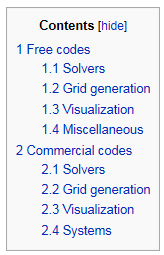 Contents [hide]
1 Free codes
1.1 Solvers
1.2 Grid generation
1.3 Visualization
1.4 Miscellaneous
2 Commercial codes
2.1 Solvers
2.2 Grid generation
2.3 Visualization
2.4 Systems